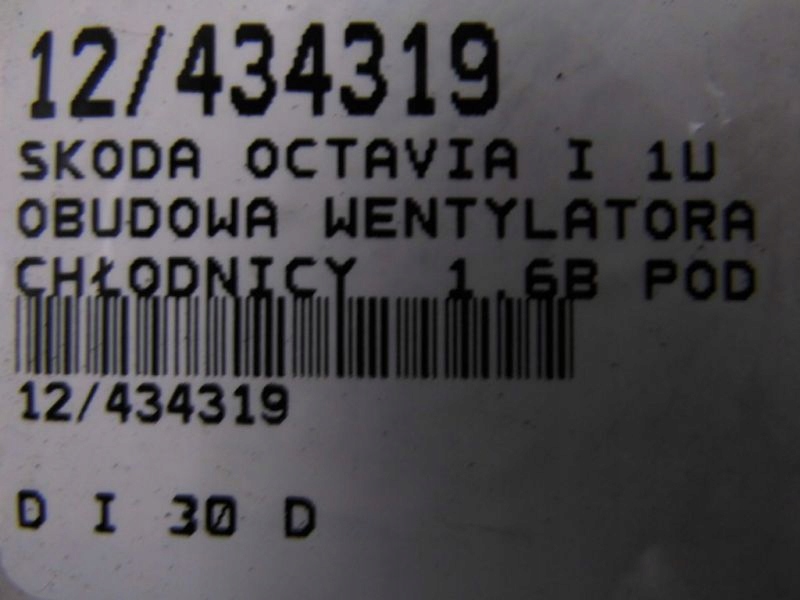 12/434319
SKODA OCTAVIA I 1U
OBUDOWA WENTYLATORA
CHŁODNICY 1.6B POD
12/434319
D I 30 D